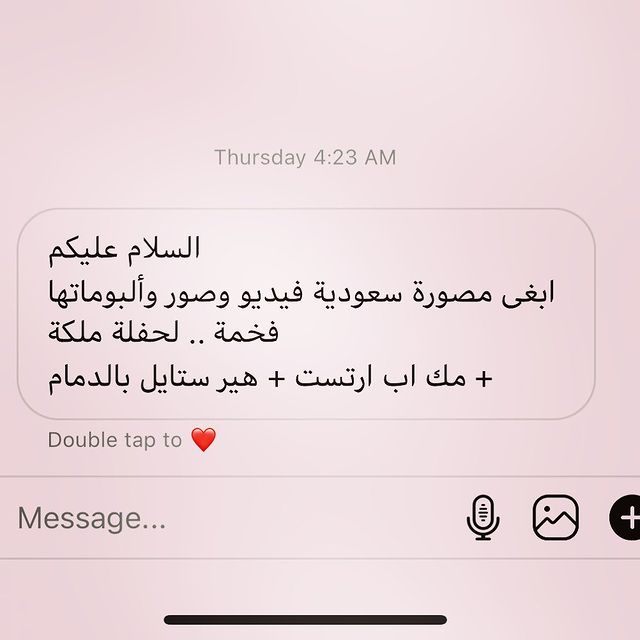 Thursday 4:23 AM
السلام عليكم
ابغى مصورة سعودية فيديو وصور وألبوماتها
فخمة .. لحفلة ملكة
+ مك اب ارتست + هير ستايل بالدمام
Double tap to ❤️
Message...